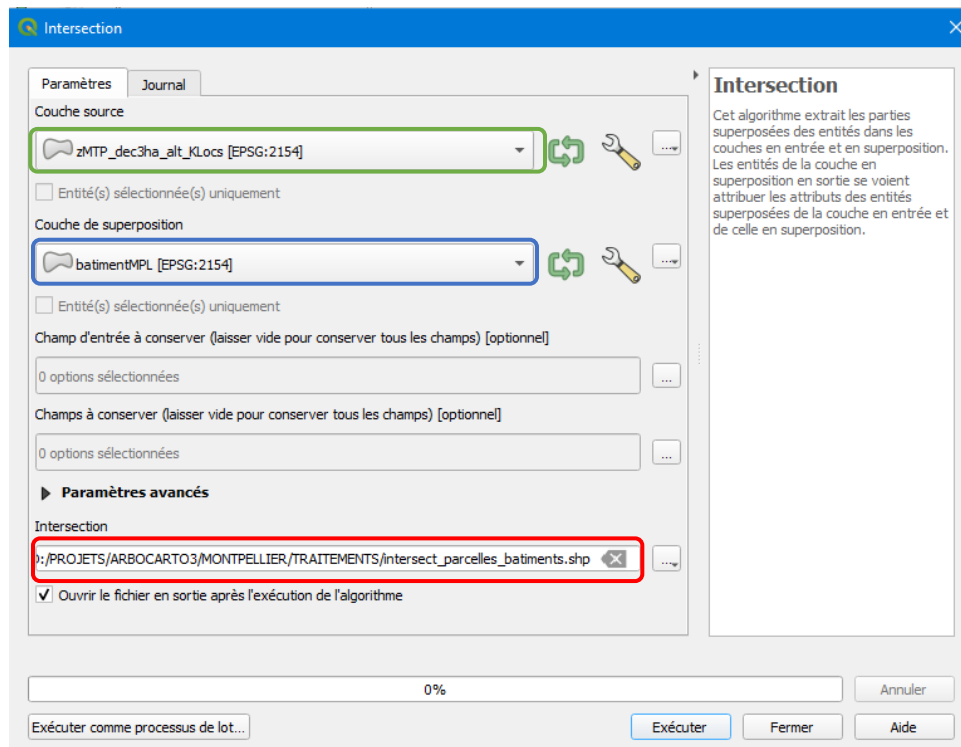 Intersection
Paramètres
Journal
Couche source
zMTP_dec3ha_alt_KLocs [EPSG:2154]
...
Entité(s) sélectionnée(s) uniquement
Couche de superposition
batimentMPL [EPSG:2154]
...
Entité(s) sélectionnée(s) uniquement
Champ d'entrée à conserver (laisser vide pour conserver tous les champs) [optionnel]
0 options sélectionnées
...
Champs à conserver (laisser vide pour conserver tous les champs) [optionnel]
0 options sélectionnées
...
Paramètres avancés
Intersection
:/PROJETS/ARBOCARTO3/MONTPELLIER/TRAITEMENTS/intersect_parcelles_batiments.shp
...
Ouvrir le fichier en sortie après l'exécution de l'algorithme
Intersection
Cet algorithme extrait les parties
superposées des entités dans les
couches en entrée et en superposition.
Les entités de la couche en
superposition en sortie se voient
attribuer les attributs des entités
superposées de la couche en entrée et
de celle en superposition.
0%
Annuler
Exécuter comme processus de lot...
Exécuter
Fermer
Aide